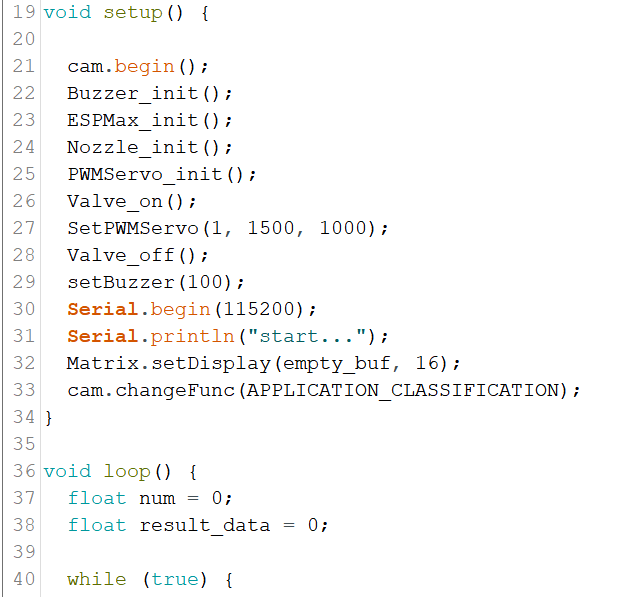 19 void setup() {
20
21   cam.begin();
22   Buzzer_init();
23   ESPMax_init();
24   Nozzle_init();
25   PWMServo_init();
26   Valve_on();
27   SetPWMServo(1, 1500, 1000);
28   Valve_off();
29   setBuzzer(100);
30   Serial.begin(115200);
31   Serial.println("start...");
32   Matrix.setDisplay(empty_buf, 16);
33   cam.changeFunc(APPLICATION_CLASSIFICATION);
34 }
35
36 void loop() {
37   float num = 0;
38   float result_data = 0;
39
40   while (true) {